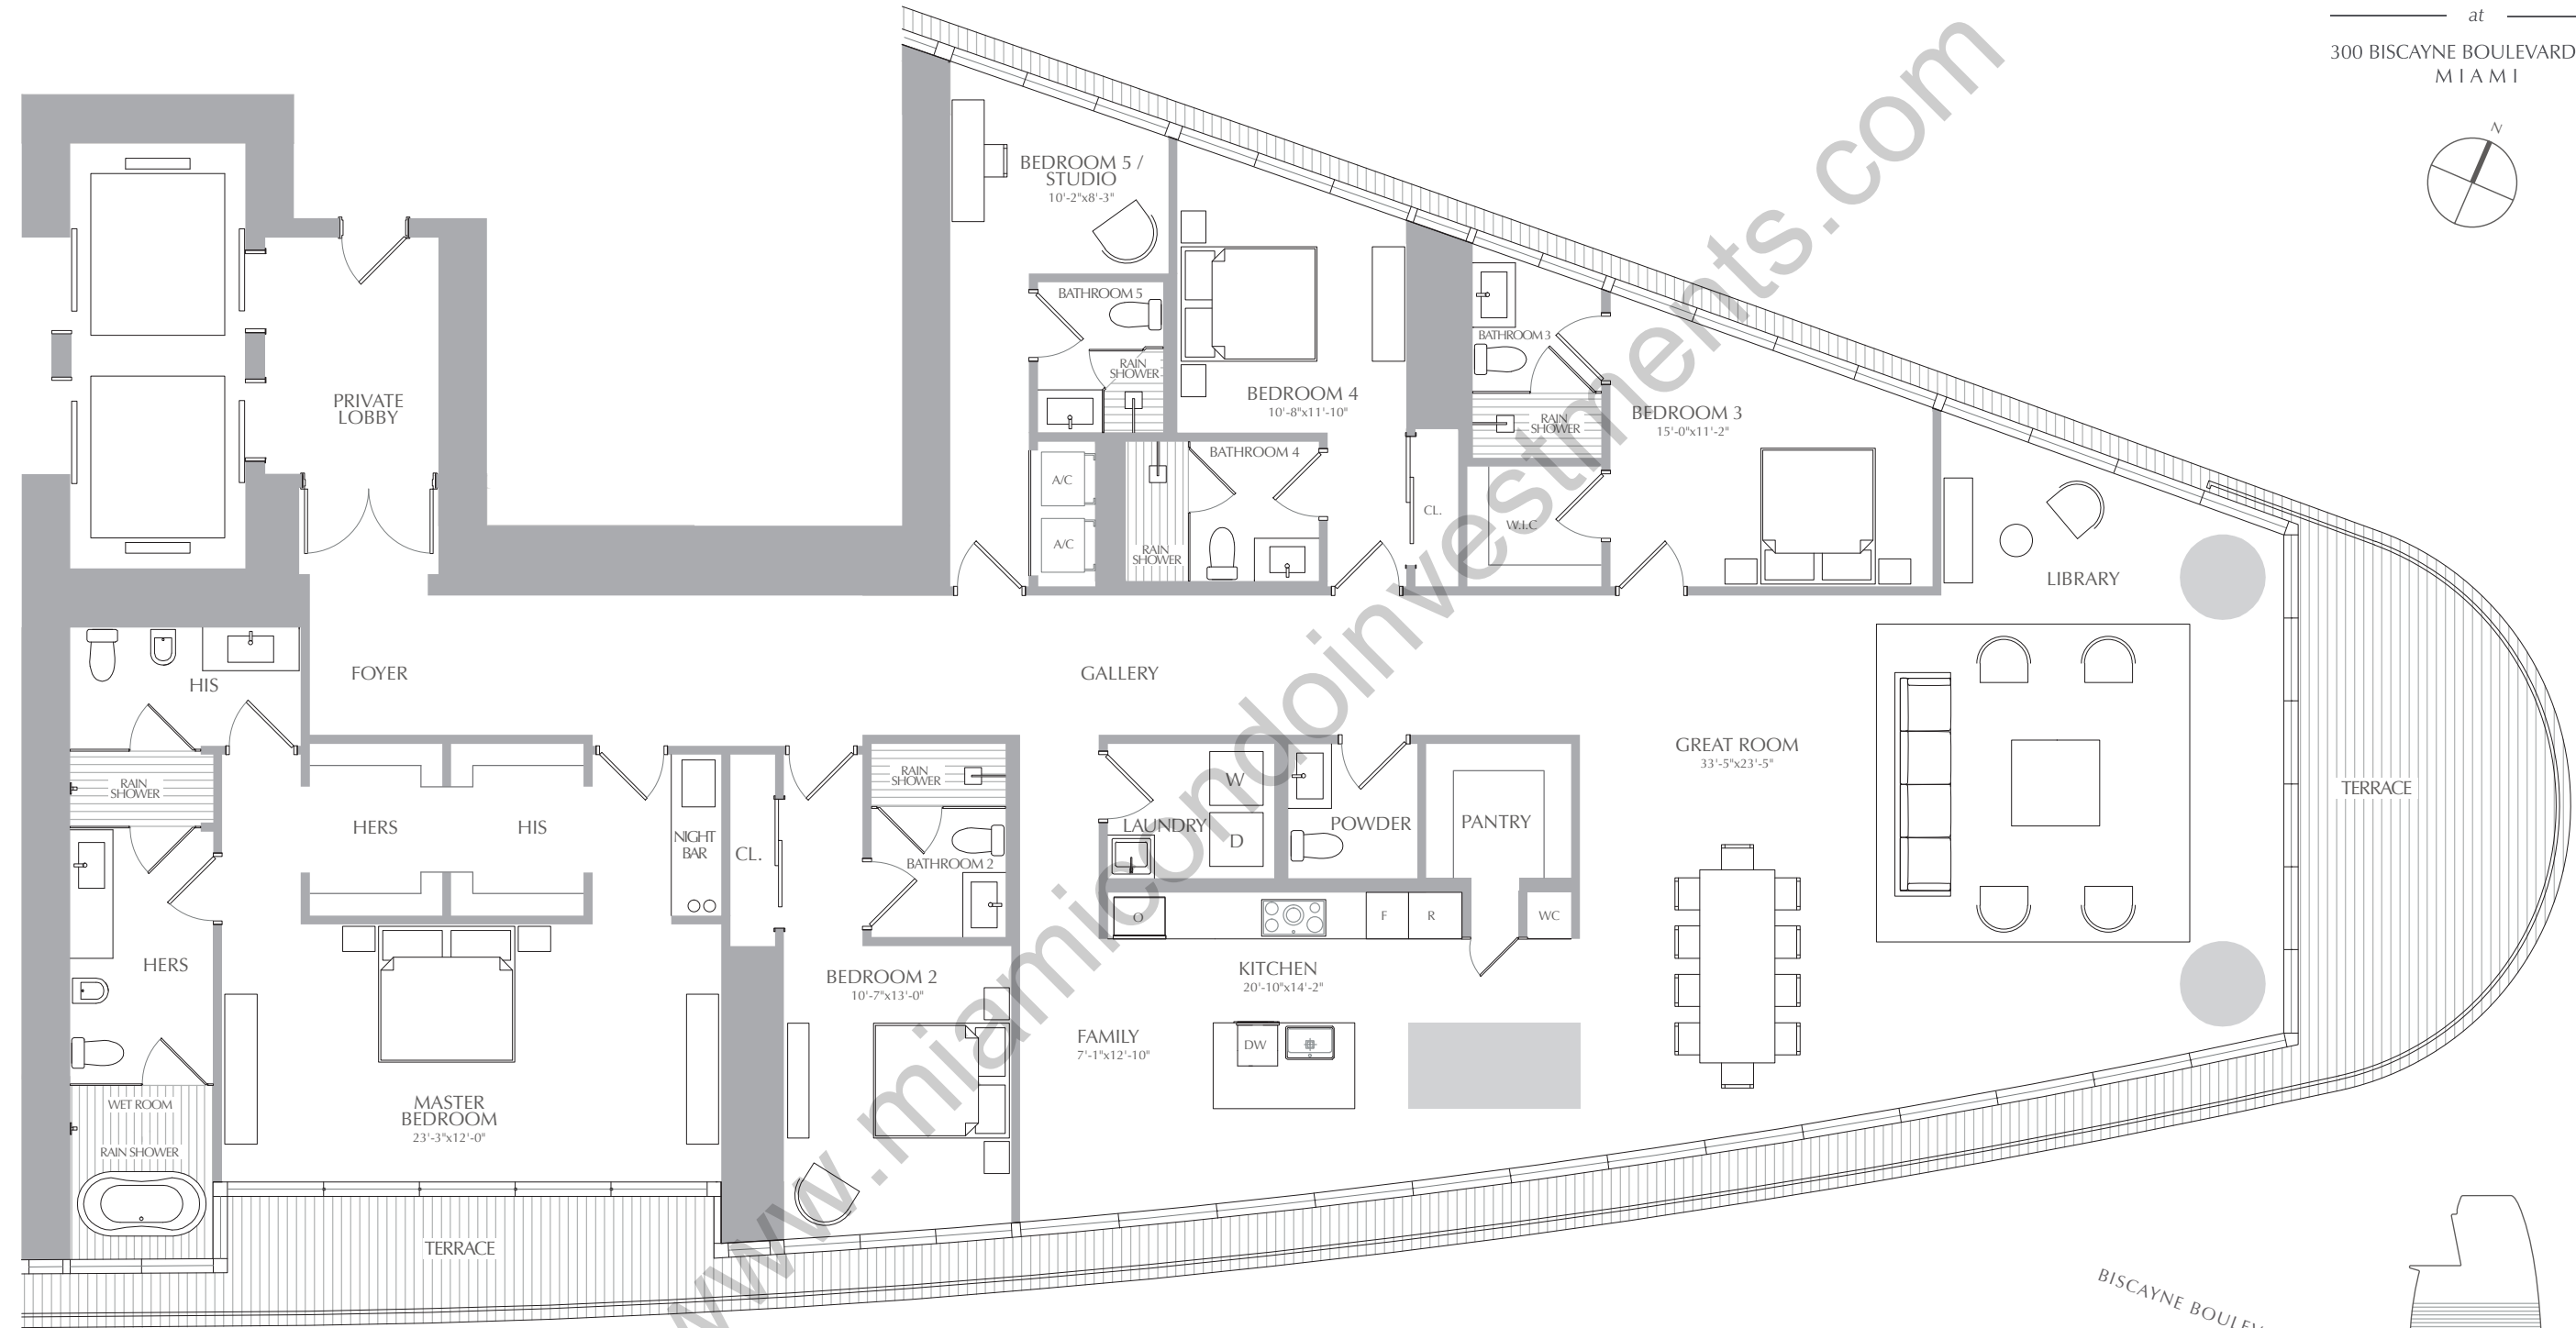 at
300 BISCAYNE BOULEVARD
MIAMI
N
BEDROOM 5 /
STUDIO
10'-2"x8'-3"
BATHROOM 5
RAIN
SHOWER
BEDROOM 4
10'-8"x11'-10"
BATHROOM 4
RAIN
SHOWER
A/C
A/C
CL.
BATHROOM 3
RAIN
SHOWER
W.I.C
BEDROOM 3
15'-0"x11'-2"
LIBRARY
PRIVATE
LOBBY
FOYER
GALLERY
HIS
RAIN
SHOWER
HERS
HIS
NIGHT
BAR
CL.
RAIN
SHOWER
BATHROOM 2
LAUNDRY
W
D
POWDER
PANTRY
GREAT ROOM
33'-5"x23'-5"
TERRACE
O
F
R
WC
HERS
BEDROOM 2
10'-7"x13'-0"
KITCHEN
20'-10"x14'-2"
FAMILY
7'-1"x12'-10"
DW
WET ROOM
RAIN SHOWER
MASTER
BEDROOM
23'-3"x12'-0"
TERRACE
BISCAYNE
www.miamicondoinvestments.com